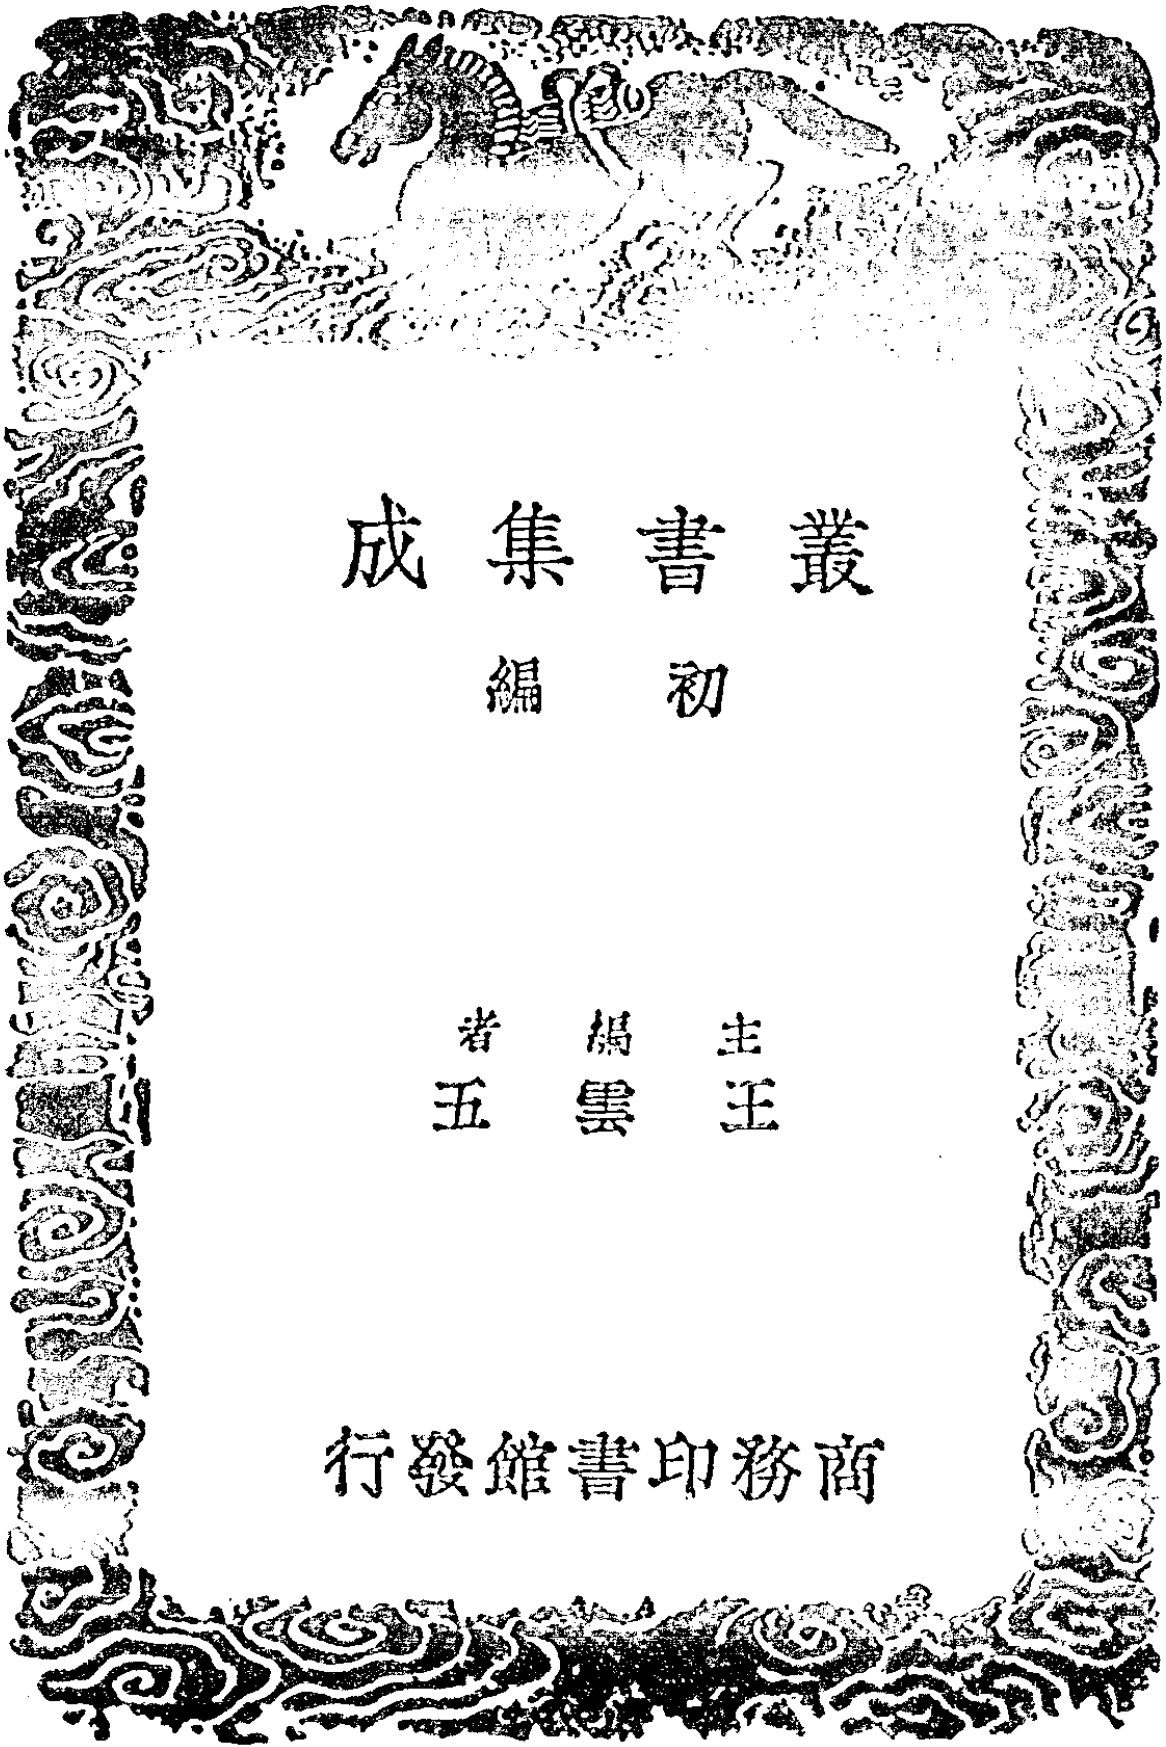 叢書集成
初編
主編者
王雲五
商務印書館發行